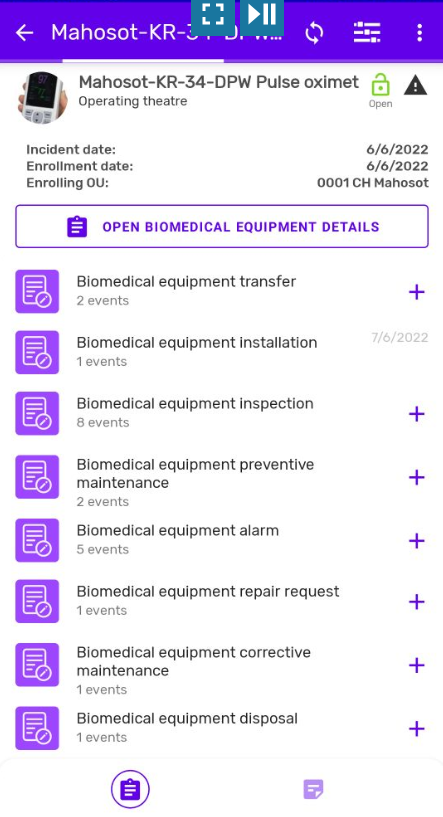 Mahosot-KR-3
DPW...
Mahosot-KR-34-DPW Pulse oximet
Operating theatre
Open
Incident date: 6/6/2022
Enrollment date: 6/6/2022
Enrolling OU: 0001 CH Mahosot
OPEN BIOMEDICAL EQUIPMENT DETAILS
Biomedical equipment transfer
2 events
Biomedical equipment installation
7/6/2022
1 events
Biomedical equipment inspection
8 events
Biomedical equipment preventive
maintenance
2 events
Biomedical equipment alarm
5 events
Biomedical equipment repair request
1 events
Biomedical equipment corrective
maintenance
1 events
Biomedical equipment disposal
1 events